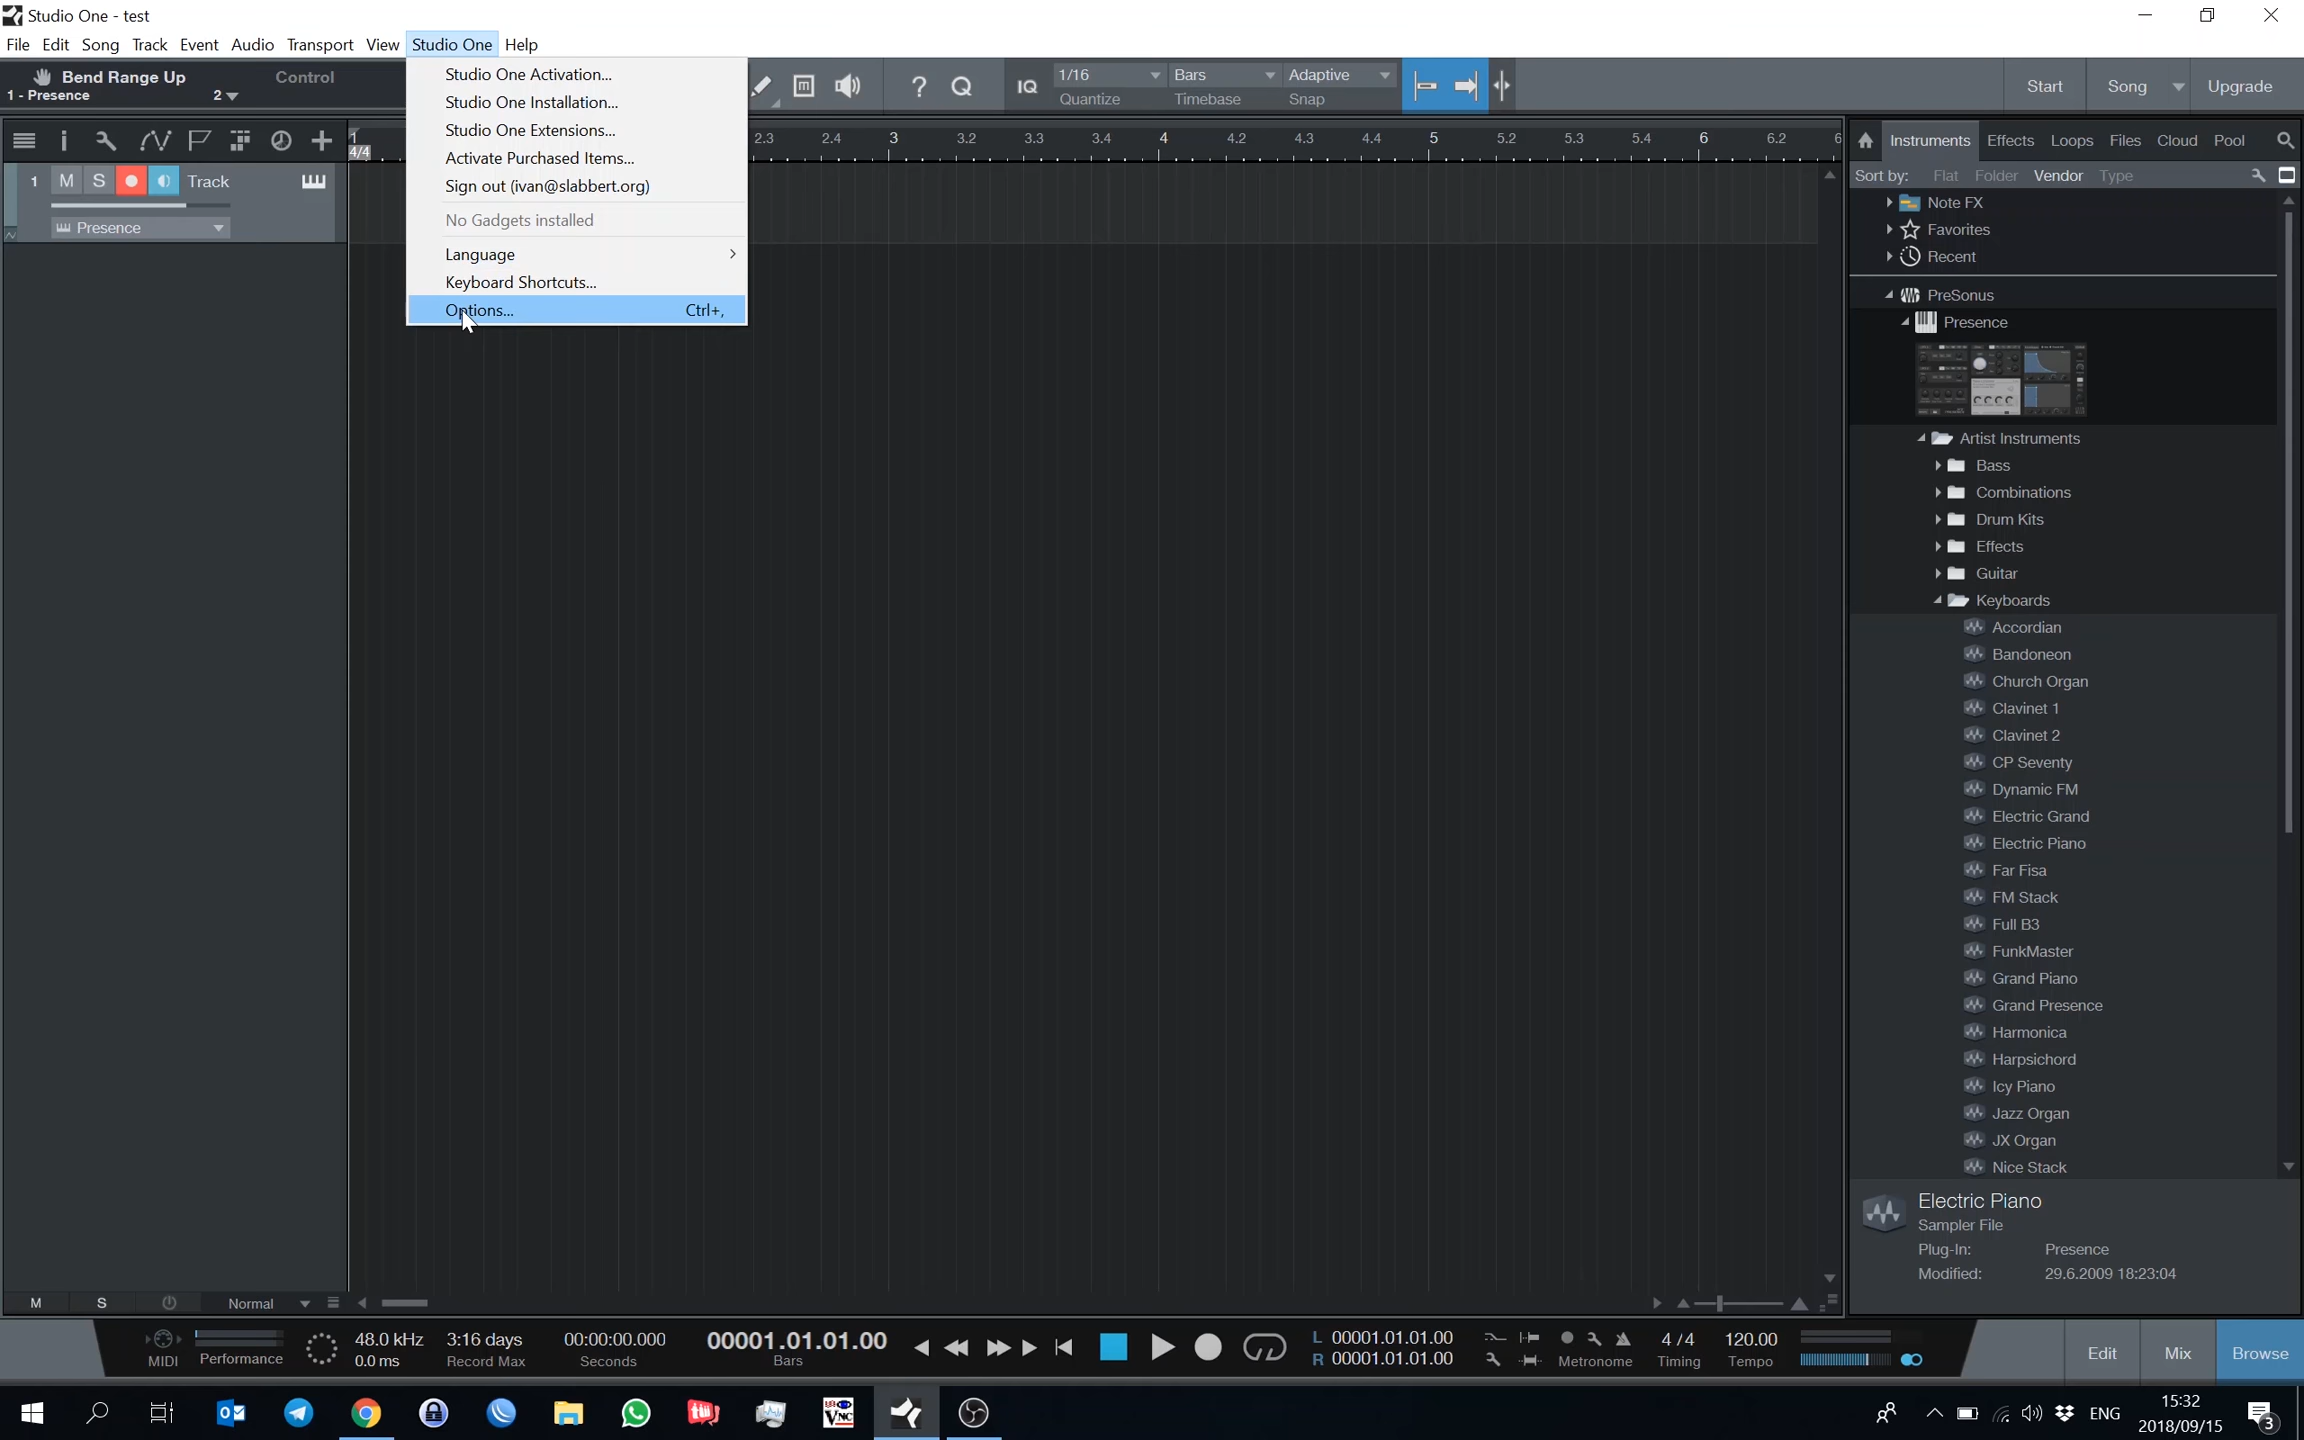 Studio One - test
File Edit Song Track Event Audio Transport View Studio One Help
Bend Range Up Control
1 - Presence 2
Studio One Activation...
Studio One Installation...
Studio One Extensions...
Activate Purchased Items...
Sign out (ivan@slabbert.org)
No Gadgets installed
Language
Keyboard Shortcuts...
Options... Ctrl+,
? Q IQ
1/16 Bars Adaptive
Quantize Timebase Snap
Start Song Upgrade
1 2.3 2.4 3 3.2 3.3 3.4 4 4.2 4.3 4.4 5 5.2 5.3 5.4 6 6.2 6
4/4
1 M S Track
Presence
Instruments Effects Loops Files Cloud Pool
Sort by: Flat Folder Vendor Type
Note FX
Favorites
Recent
PreSonus
Presence
Artist Instruments
Bass
Combinations
Drum Kits
Effects
Guitar
Keyboards
Accordian
Bandoneon
Church Organ
Clavinet 1
Clavinet 2
CP Seventy
Dynamic FM
Electric Grand
Electric Piano
Far Fisa
FM Stack
Full B3
FunkMaster
Grand Piano
Grand Presence
Harmonica
Harpsichord
Icy Piano
Jazz Organ
JX Organ
Nice Stack
Electric Piano
Sampler File
Plug-In: Presence
Modified: 29.6.2009 18:23:04
M S Normal
MIDI Performance
48.0 kHz 3:16 days 00:00:00.000 00001.01.01.00
0.0 ms Record Max Seconds Bars
L 00001.01.01.00
R 00001.01.01.00
Metronome
4 / 4 120.00
Timing Tempo
Edit Mix Browse
ENG
15:32
2018/09/15
3